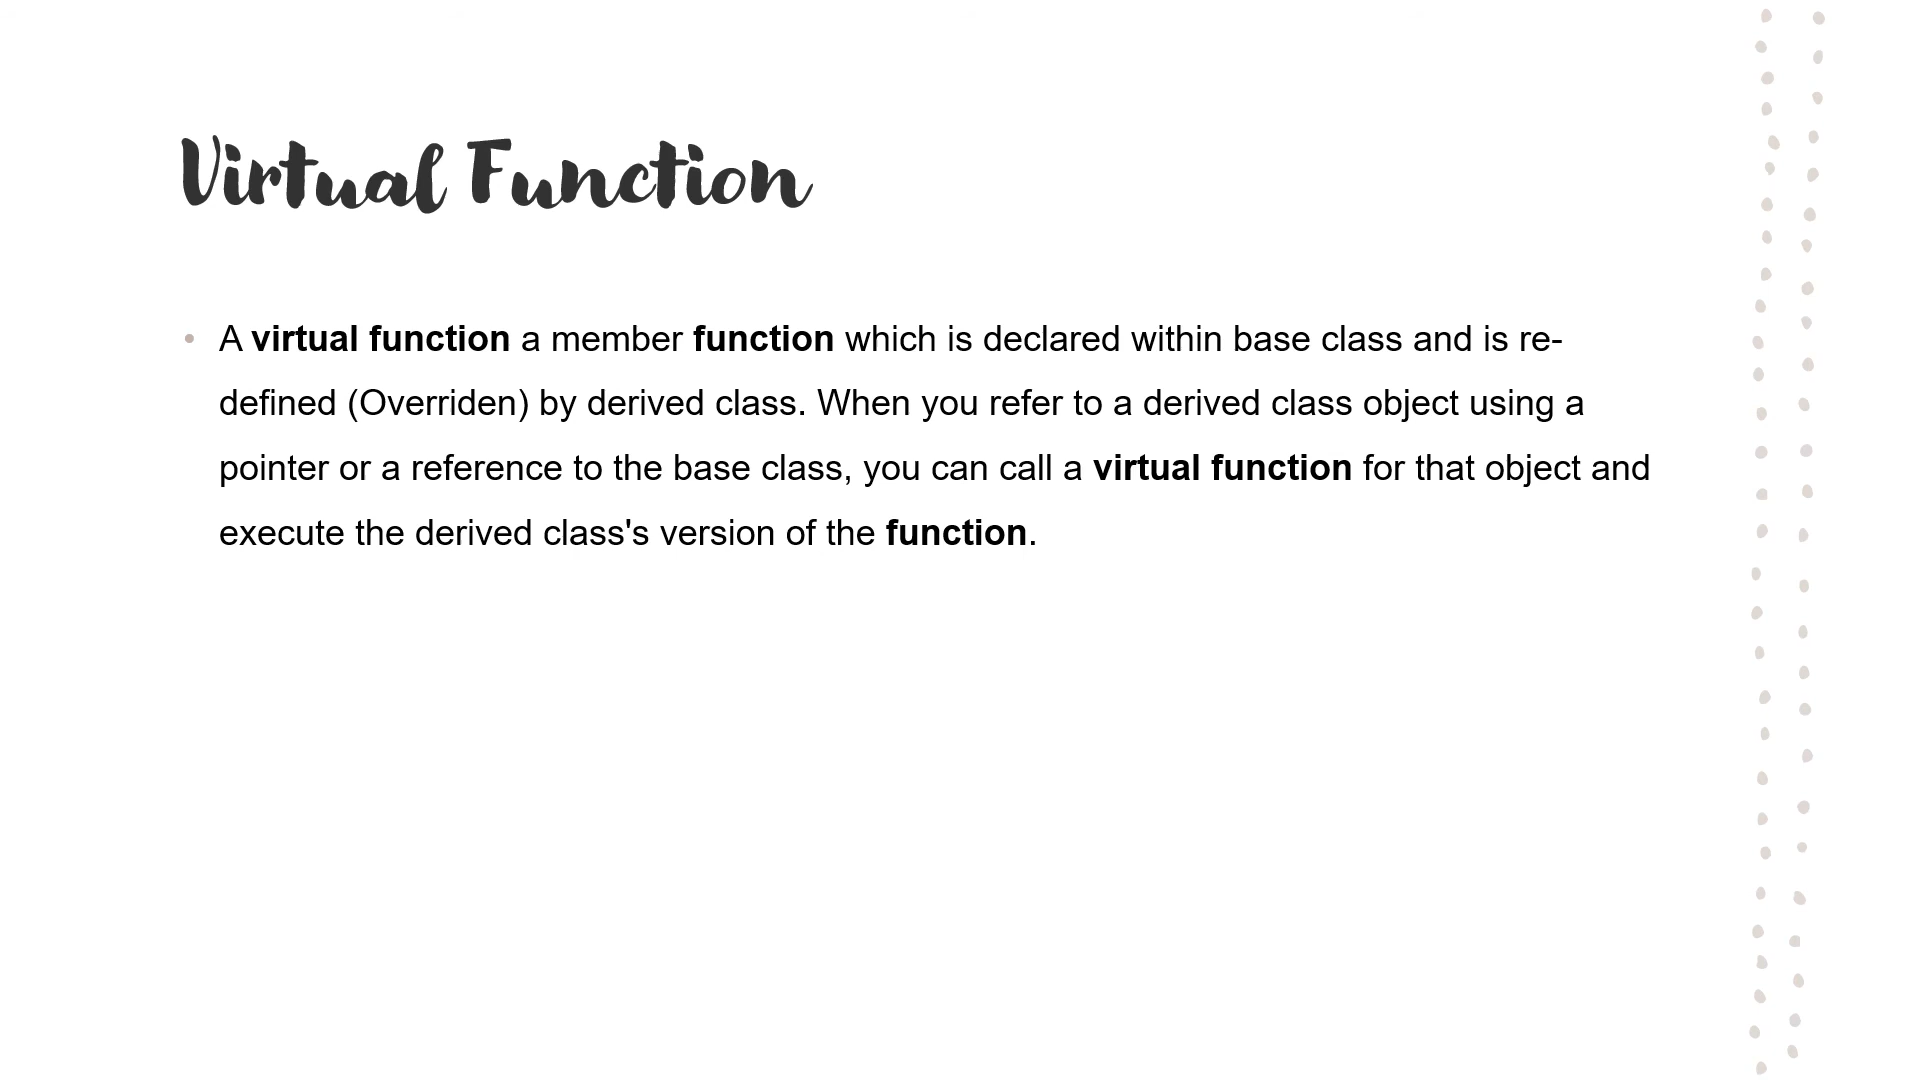 Virtual Function
• A virtual function a member function which is declared within base class and is re-
defined (Overriden) by derived class. When you refer to a derived class object using a
pointer or a reference to the base class, you can call a virtual function for that object and
execute the derived class's version of the function.